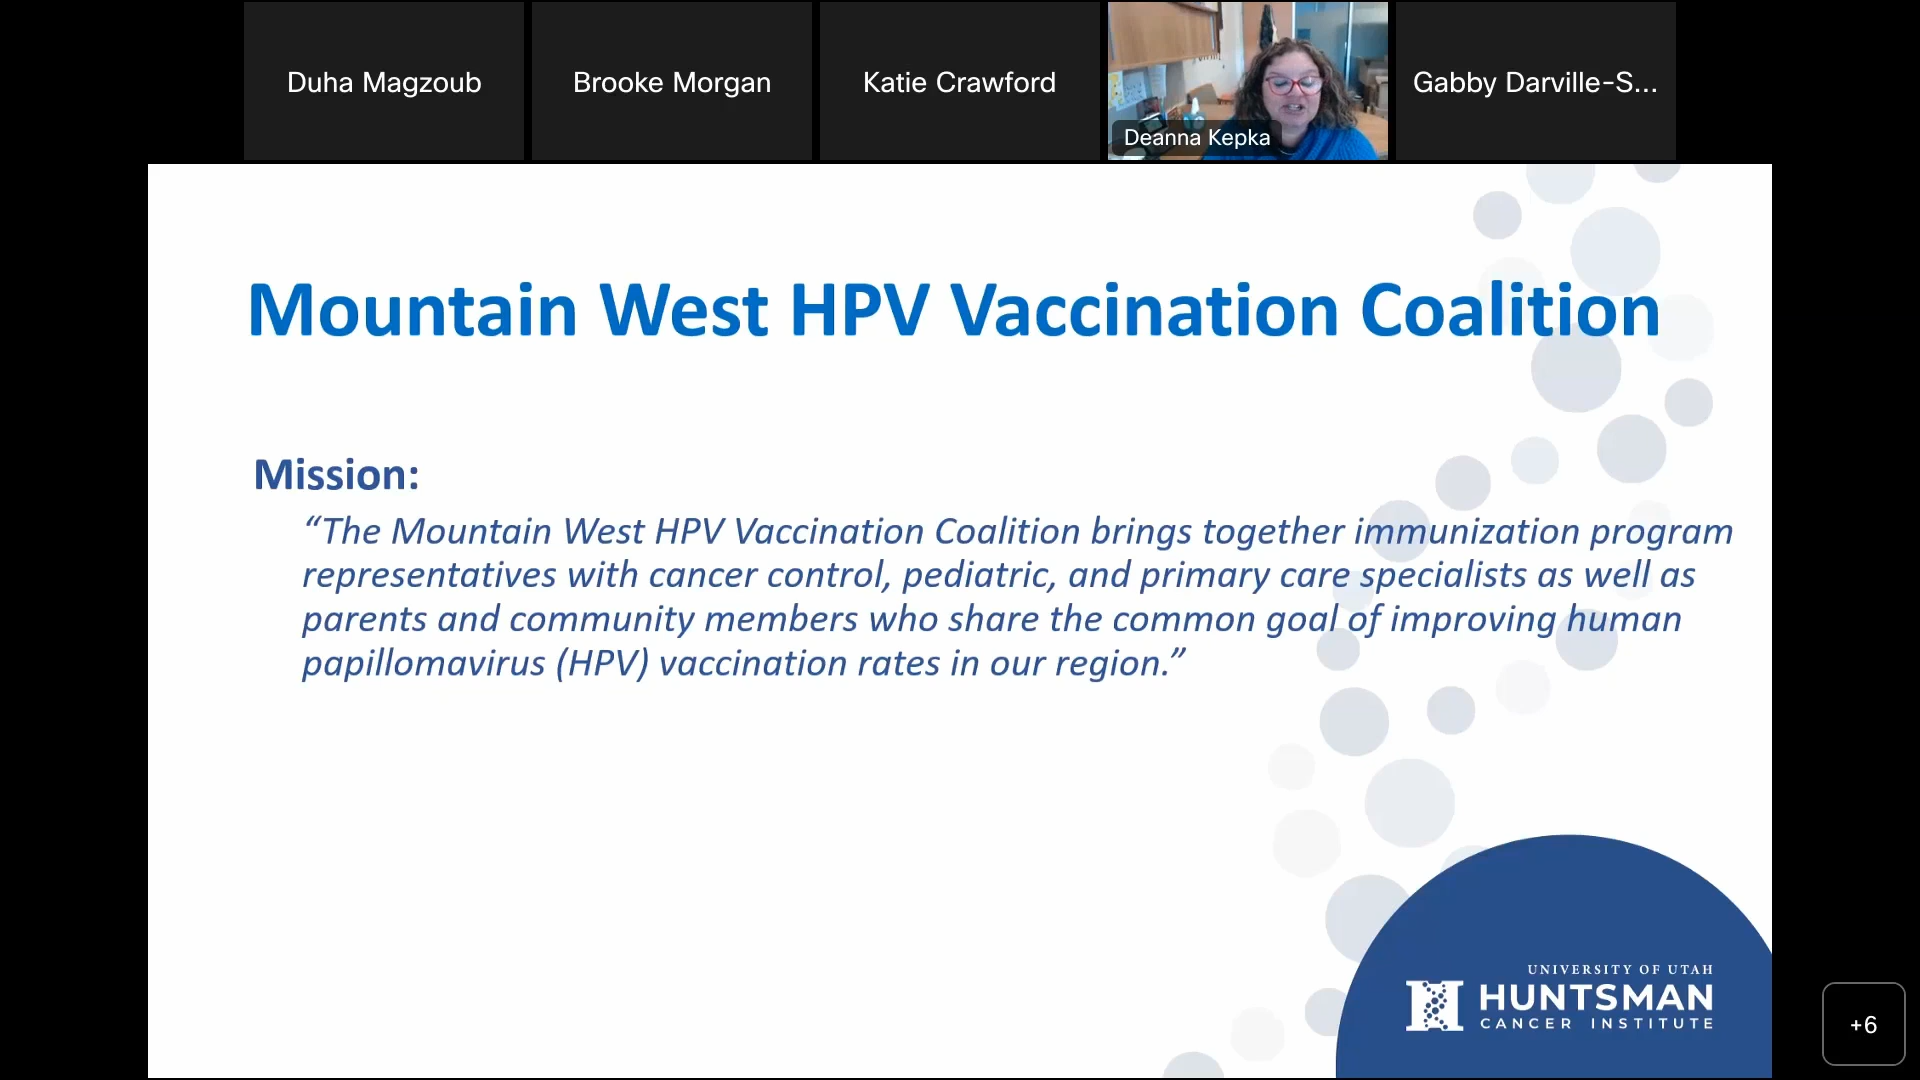 Duha Magzoub
Brooke Morgan
Katie Crawford
Deanna Kepka
Gabby Darville-S...
Mountain West HPV Vaccination Coalition
Mission:
“The Mountain West HPV Vaccination Coalition brings together immunization program
representatives with cancer control, pediatric, and primary care specialists as well as
parents and community members who share the common goal of improving human
papillomavirus (HPV) vaccination rates in our region.”
UNIVERSITY OF UTAH
HUNTSMAN
CANCER INSTITUTE
+6